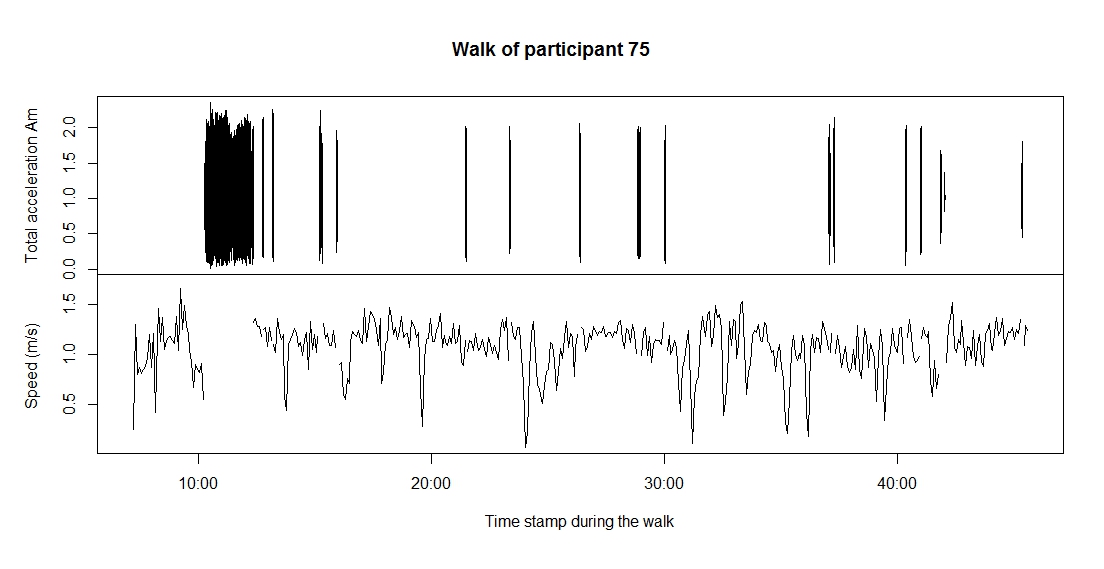 Walk of participant 75
Total acceleration Am
2.0
1.5
1.0
0.5
0.0
Speed (m/s)
1.5
1.0
0.5
10:00 20:00 30:00 40:00
Time stamp during the walk